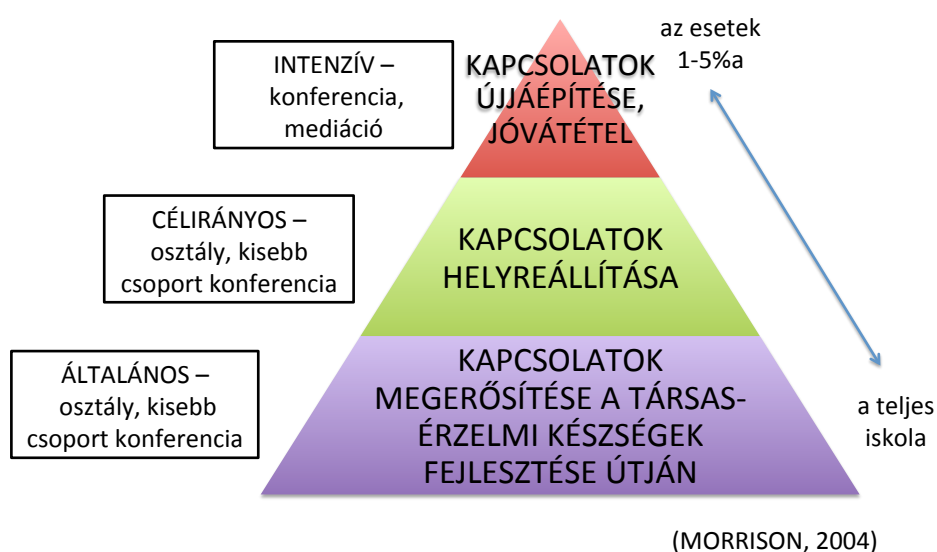 INTENZÍV –
konferencia,
mediáció
KAPCSOLATOK
ÚJJÁÉPÍTÉSE,
JÓVÁTÉTEL
az esetek
1-5%a
CÉLIRÁNYOS –
osztály, kisebb
csoport konferencia
KAPCSOLATOK
HELYREÁLLÍTÁSA
ÁLTALÁNOS –
osztály, kisebb
csoport konferencia
KAPCSOLATOK
MEGERŐSÍTÉSE A TÁRSAS-
ÉRZELMI KÉSZSÉGEK
FEJLESZTÉSE ÚTJÁN
a teljes
iskola
(MORRISON, 2004)